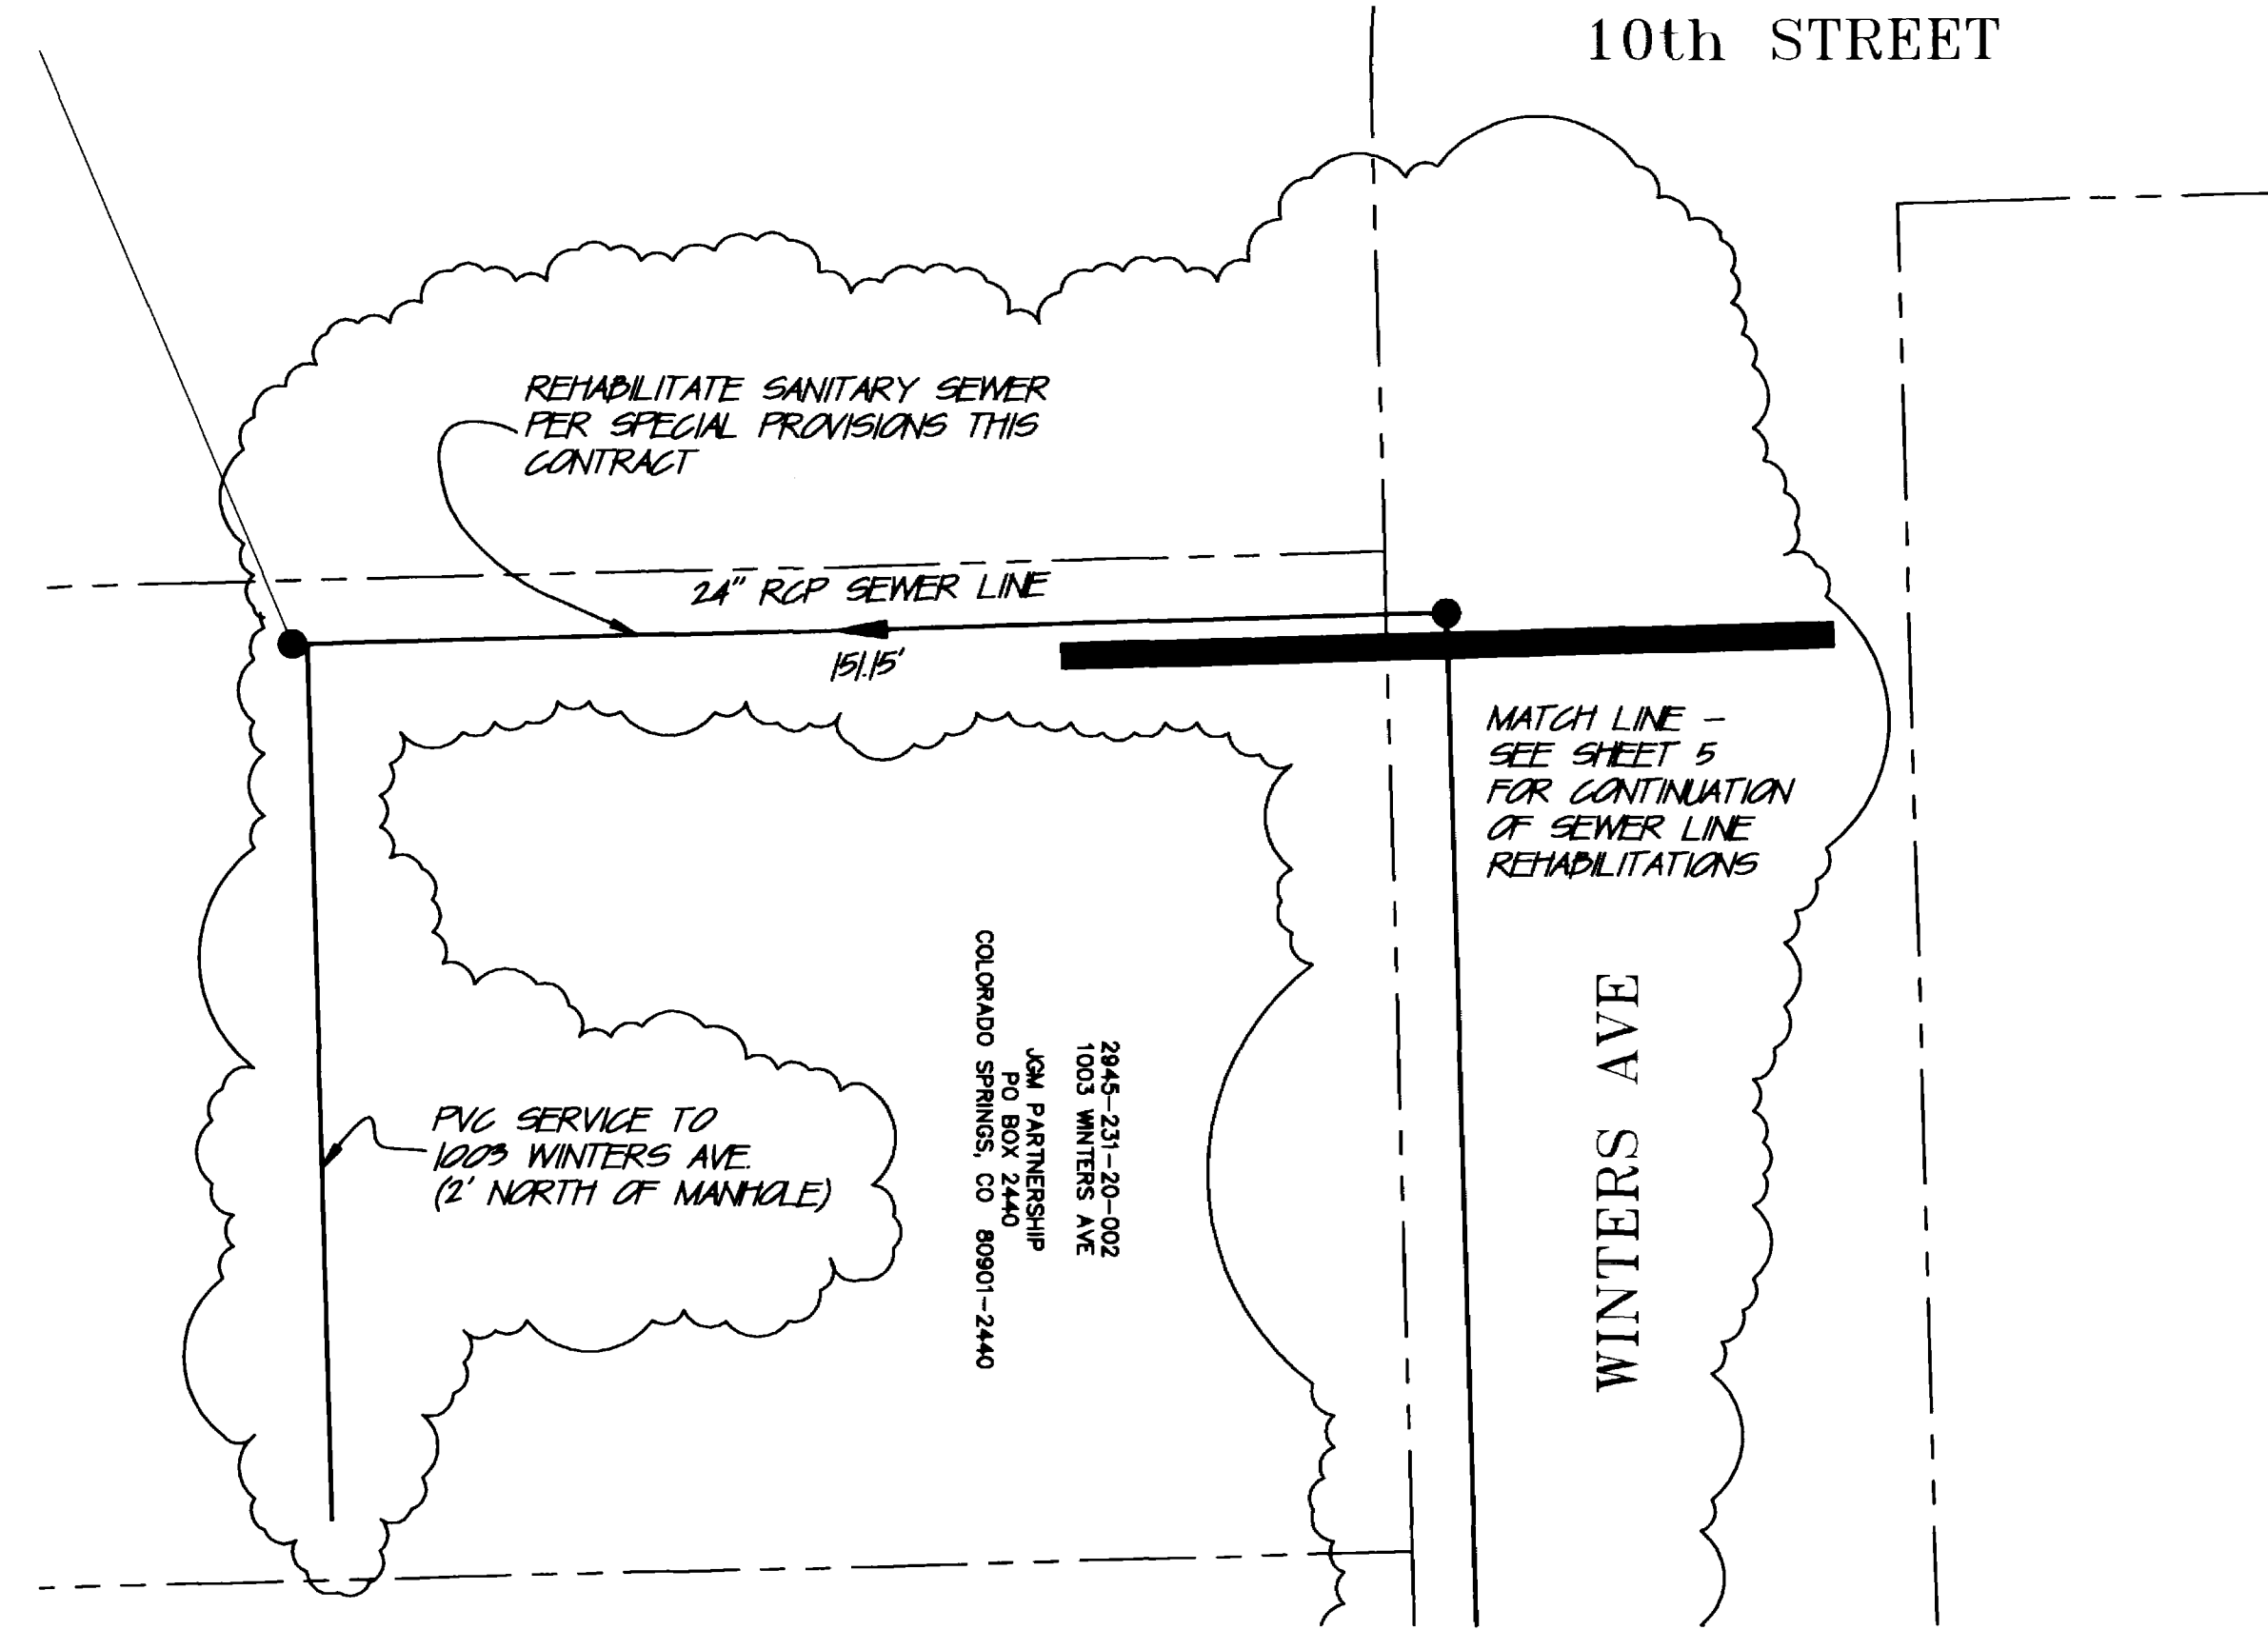 10th STREET
REHABILITATE SANITARY SEWER
PER SPECIAL PROVISIONS THIS
CONTRACT
24" RCP SEWER LINE
151.15'
MATCH LINE -
SEE SHEET 5
FOR CONTINUATION
OF SEWER LINE
REHABILITATIONS
2945-231-20-002
1003 WINTERS AVE
JGM PARTNERSHIP
PO BOX 2440
COLORADO SPRINGS, CO 80901-2440
WINTERS AVE
PVC SERVICE TO
1003 WINTERS AVE.
(2' NORTH OF MANHOLE)